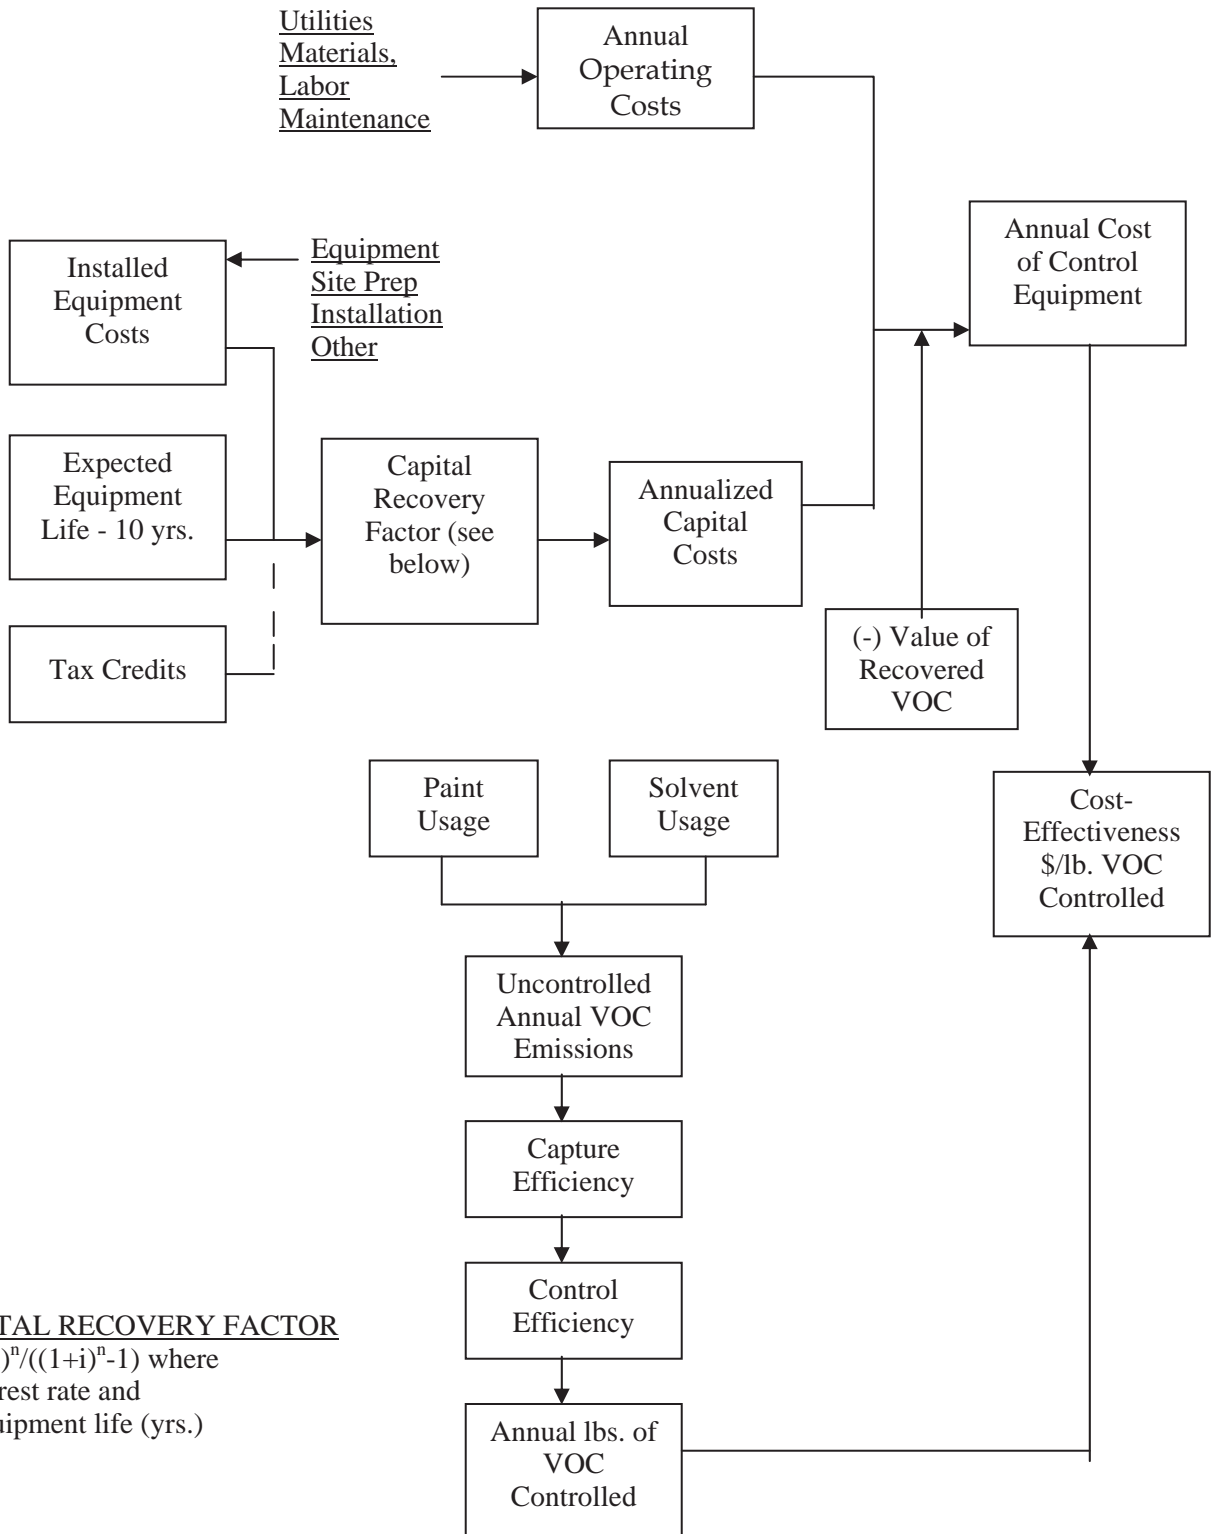 Utilities
Materials,
Labor
Maintenance
Annual
Operating
Costs
Installed
Equipment
Costs
Equipment
Site Prep
Installation
Other
Annual Cost
of Control
Equipment
Expected
Equipment
Life - 10 yrs.
Capital
Recovery
Factor (see
below)
Annualized
Capital
Costs
Tax Credits
(-) Value of
Recovered
VOC
Paint
Usage
Solvent
Usage
Cost-
Effectiveness
$/lb. VOC
Controlled
Uncontrolled
Annual VOC
Emissions
Capture
Efficiency
Control
Efficiency
TAL RECOVERY FACTOR
)ⁿ/((1+i)ⁿ-1) where
rest rate and
uipment life (yrs.)
Annual lbs. of
VOC
Controlled